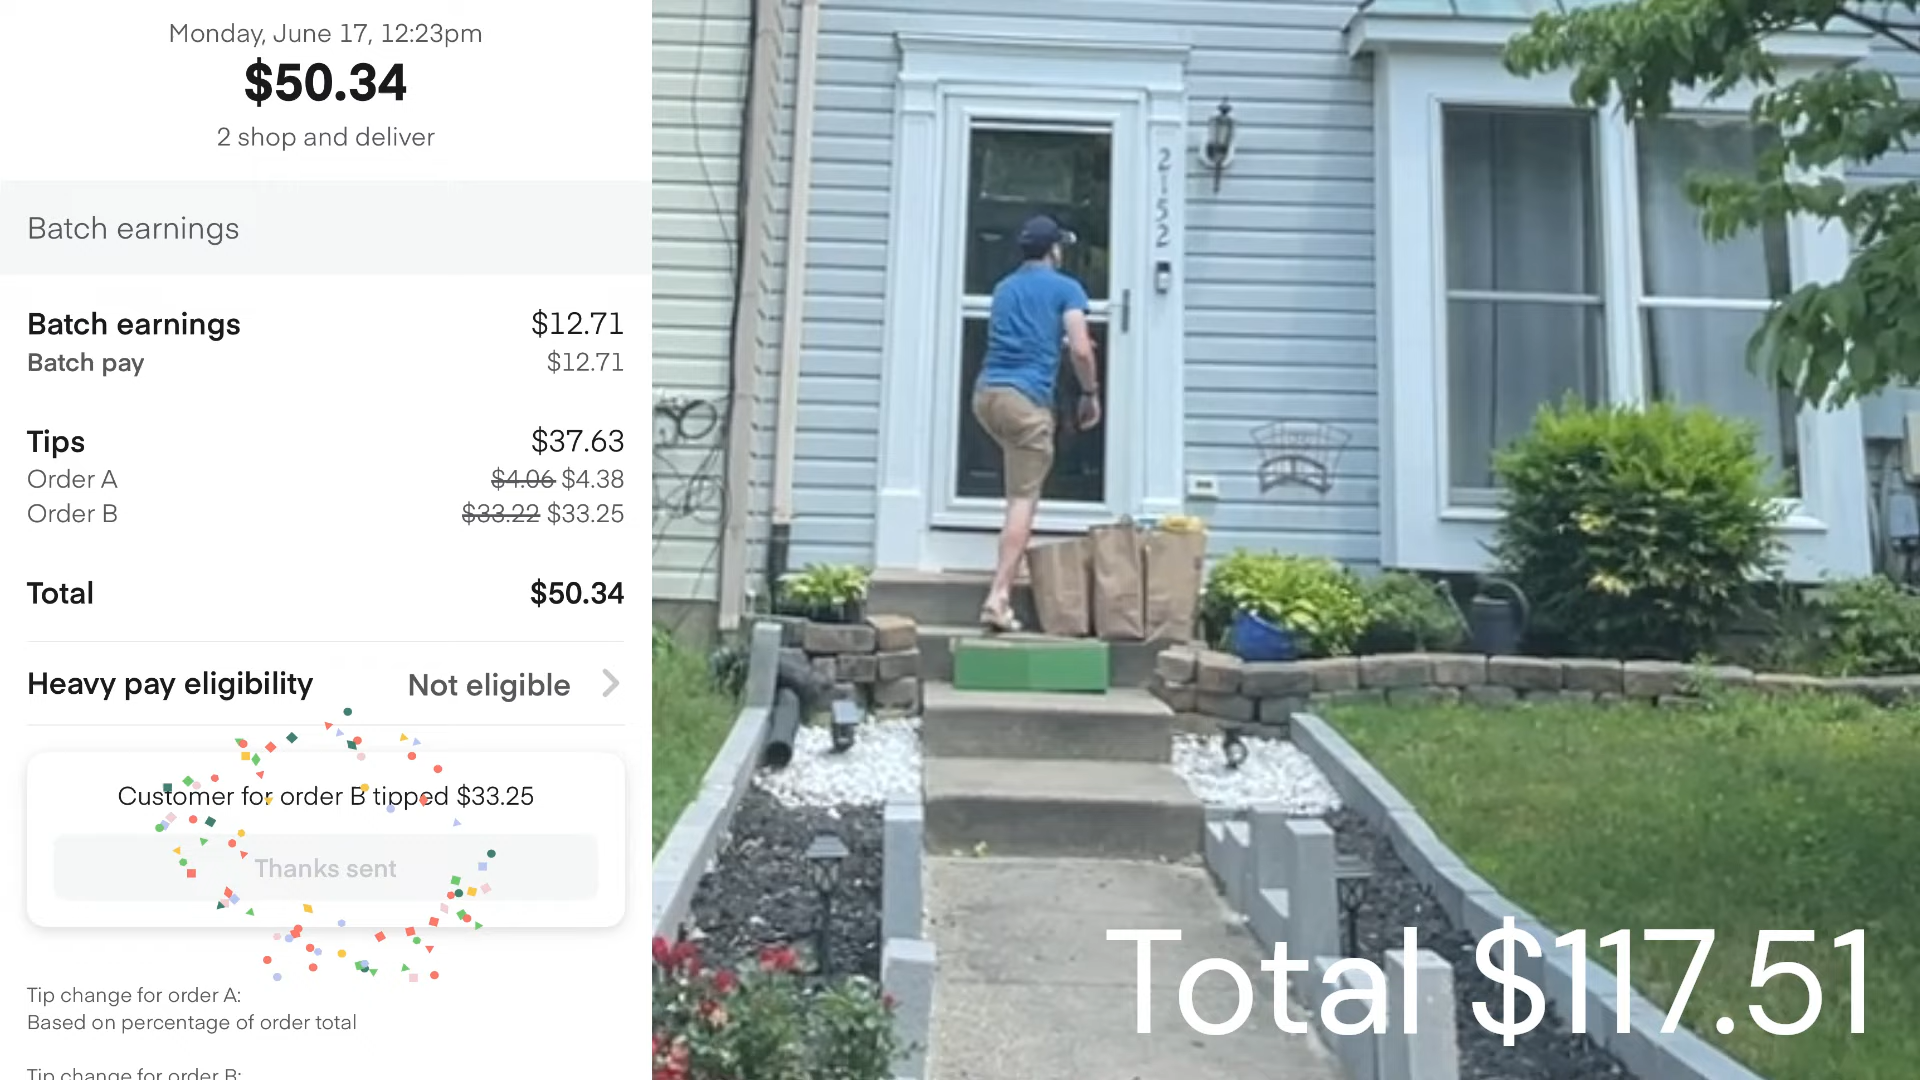 Monday, June 17, 12:23pm
$50.34
2 shop and deliver
Batch earnings
Batch earnings $12.71
Batch pay $12.71
Tips $37.63
Order A $4.06 $4.38
Order B $33.22 $33.25
Total $50.34
Heavy pay eligibility Not eligible
Customer for order B tipped $33.25
Thanks sent
Tip change for order A:
Based on percentage of order total
Tip change for order B:
2152
Total $117.51